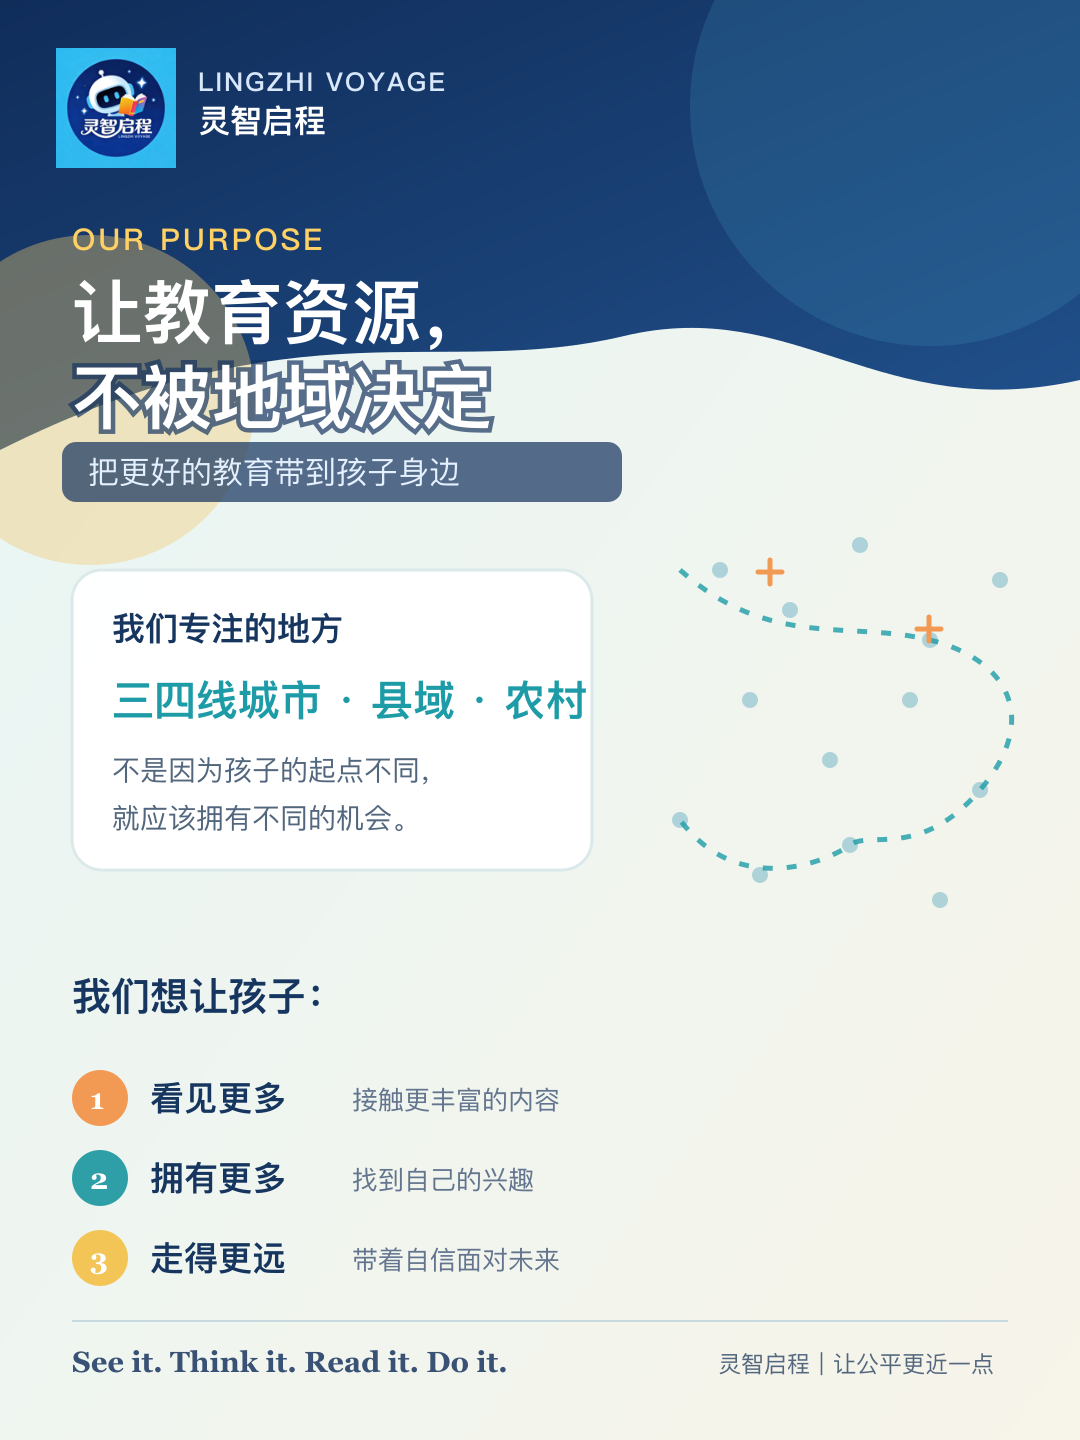 灵智启程
LINGZHI VOYAGE
LINGZHI VOYAGE
灵智启程
OUR PURPOSE
让教育资源，
不被地域决定
把更好的教育带到孩子身边
我们专注的地方
三四线城市 · 县域 · 农村
不是因为孩子的起点不同，
就应该拥有不同的机会。
我们想让孩子：
1 看见更多 接触更丰富的内容
2 拥有更多 找到自己的兴趣
3 走得更远 带着自信面对未来
See it. Think it. Read it. Do it.
灵智启程｜让公平更近一点